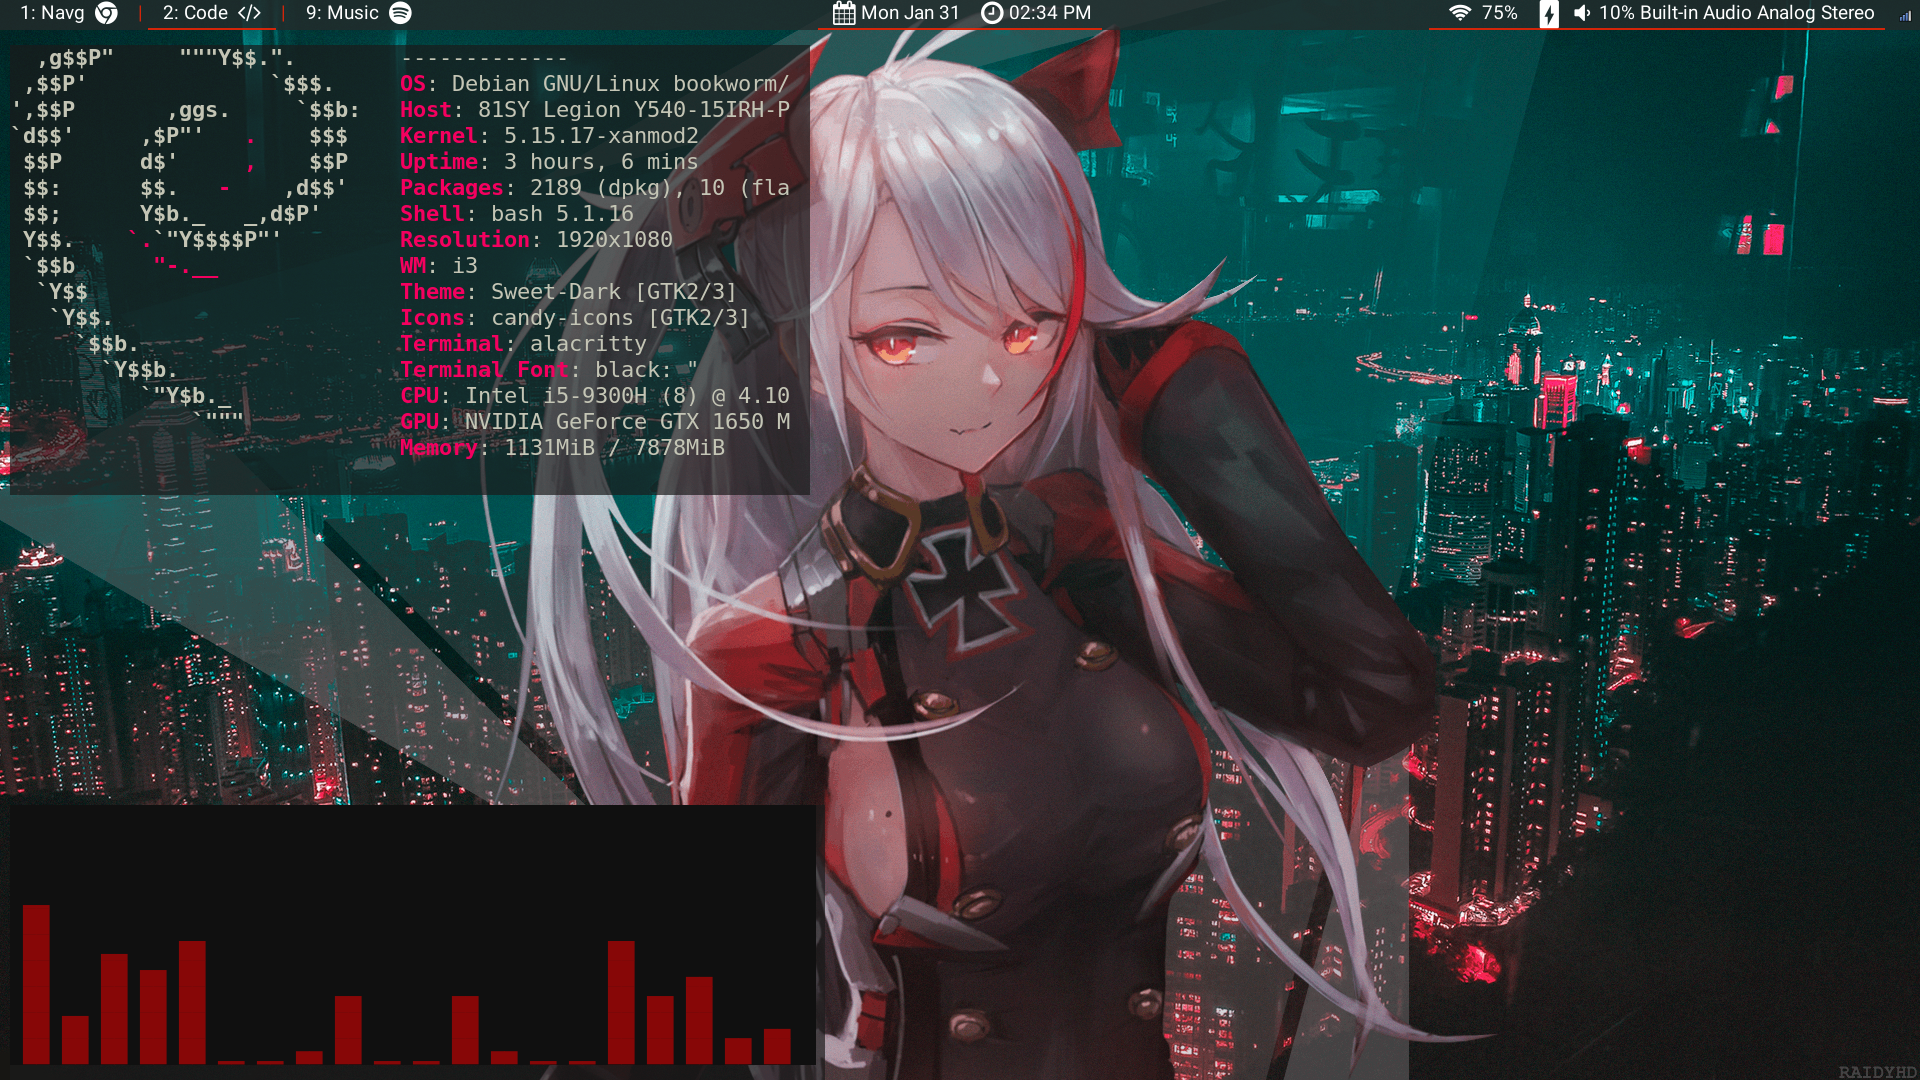 1: Navg
2: Code </>
9: Music
Mon Jan 31
02:34 PM
75%
10% Built-in Audio Analog Stereo
-------------
OS: Debian GNU/Linux bookworm/
Host: 81SY Legion Y540-15IRH-P
Kernel: 5.15.17-xanmod2
Uptime: 3 hours, 6 mins
Packages: 2189 (dpkg), 10 (fla
Shell: bash 5.1.16
Resolution: 1920x1080
WM: i3
Theme: Sweet-Dark [GTK2/3]
Icons: candy-icons [GTK2/3]
Terminal: alacritty
Terminal Font: black: "
CPU: Intel i5-9300H (8) @ 4.10
GPU: NVIDIA GeForce GTX 1650 M
Memory: 1131MiB / 7878MiB
RAIDYHD